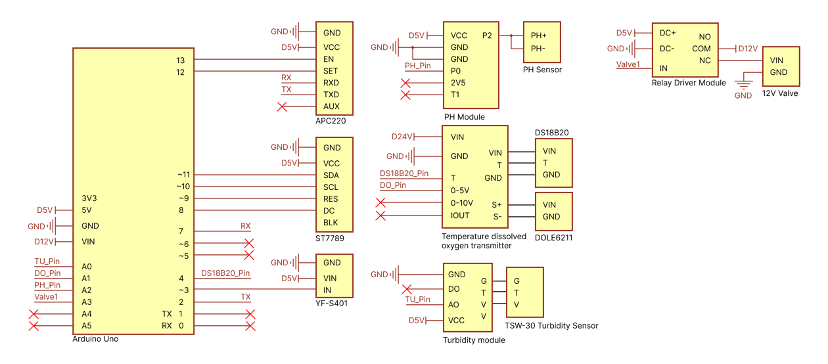 13
12
~11
~10
~9
8
7
~6
~5
4
~3
2
TX 1
RX 0
3V3
5V
GND
VIN
A0
A1
A2
A3
A4
A5
D5V
GND
D12V
TU_Pin
DO_Pin
PH_Pin
Valve1
RX
DS18B20_Pin
TX
Arduino Uno
GND
D5V
RX
TX
GND
VCC
EN
SET
RXD
TXD
AUX
APC220
GND
D5V
GND
VCC
SDA
SCL
RES
DC
BLK
ST7789
GND
D5V
GND
VIN
IN
YF-S401
D5V
GND
PH_Pin
VCC P2
GND
GND
P0
2V5
T1
PH Module
PH+
PH-
PH Sensor
D24V
GND
DS18B20_Pin
DO_Pin
VIN
GND
T
0-5V
0-10V
IOUT
VIN
T
GND
S+
S-
Temperature dissolved
oxygen transmitter
DS18B20
VIN
T
GND
VIN
GND
DOLE6211
GND
TU_Pin
D5V
GND
DO
AO
VCC
G
T
V
V
Turbidity module
G
T
V
V
TSW-30 Turbidity Sensor
D5V
GND
Valve1
DC+
DC-
IN
NO
COM
NC
Relay Driver Module
D12V
GND
VIN
GND
12V Valve